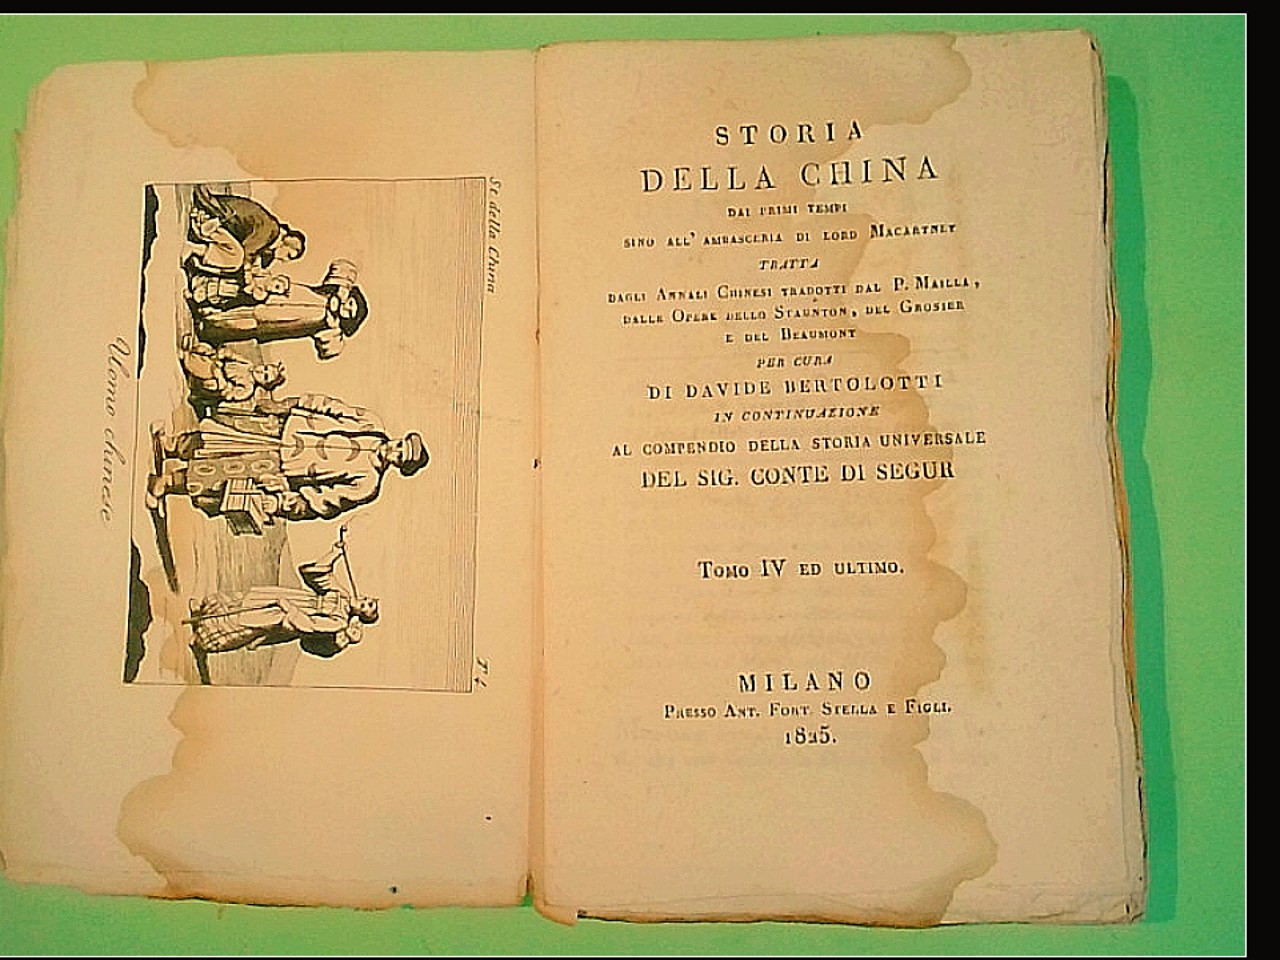 St. della China
T. 4.
Uomo chinese
STORIA
DELLA CHINA
DAI PRIMI TEMPI
SINO ALL' AMBASCERIA DI LORD MACARTNEY
TRATTA
DAGLI ANNALI CHINESI TRADOTTI DAL P. MAILLA,
DALLE OPERE DELLO STAUNTON, DEL GROSIER
E DEL BEAUMONT
PER CURA
DI DAVIDE BERTOLOTTI
IN CONTINUAZIONE
AL COMPENDIO DELLA STORIA UNIVERSALE
DEL SIG. CONTE DI SEGUR
TOMO IV ED ULTIMO.
MILANO
PRESSO ANT. FORT. STELLA E FIGLI.
1825.